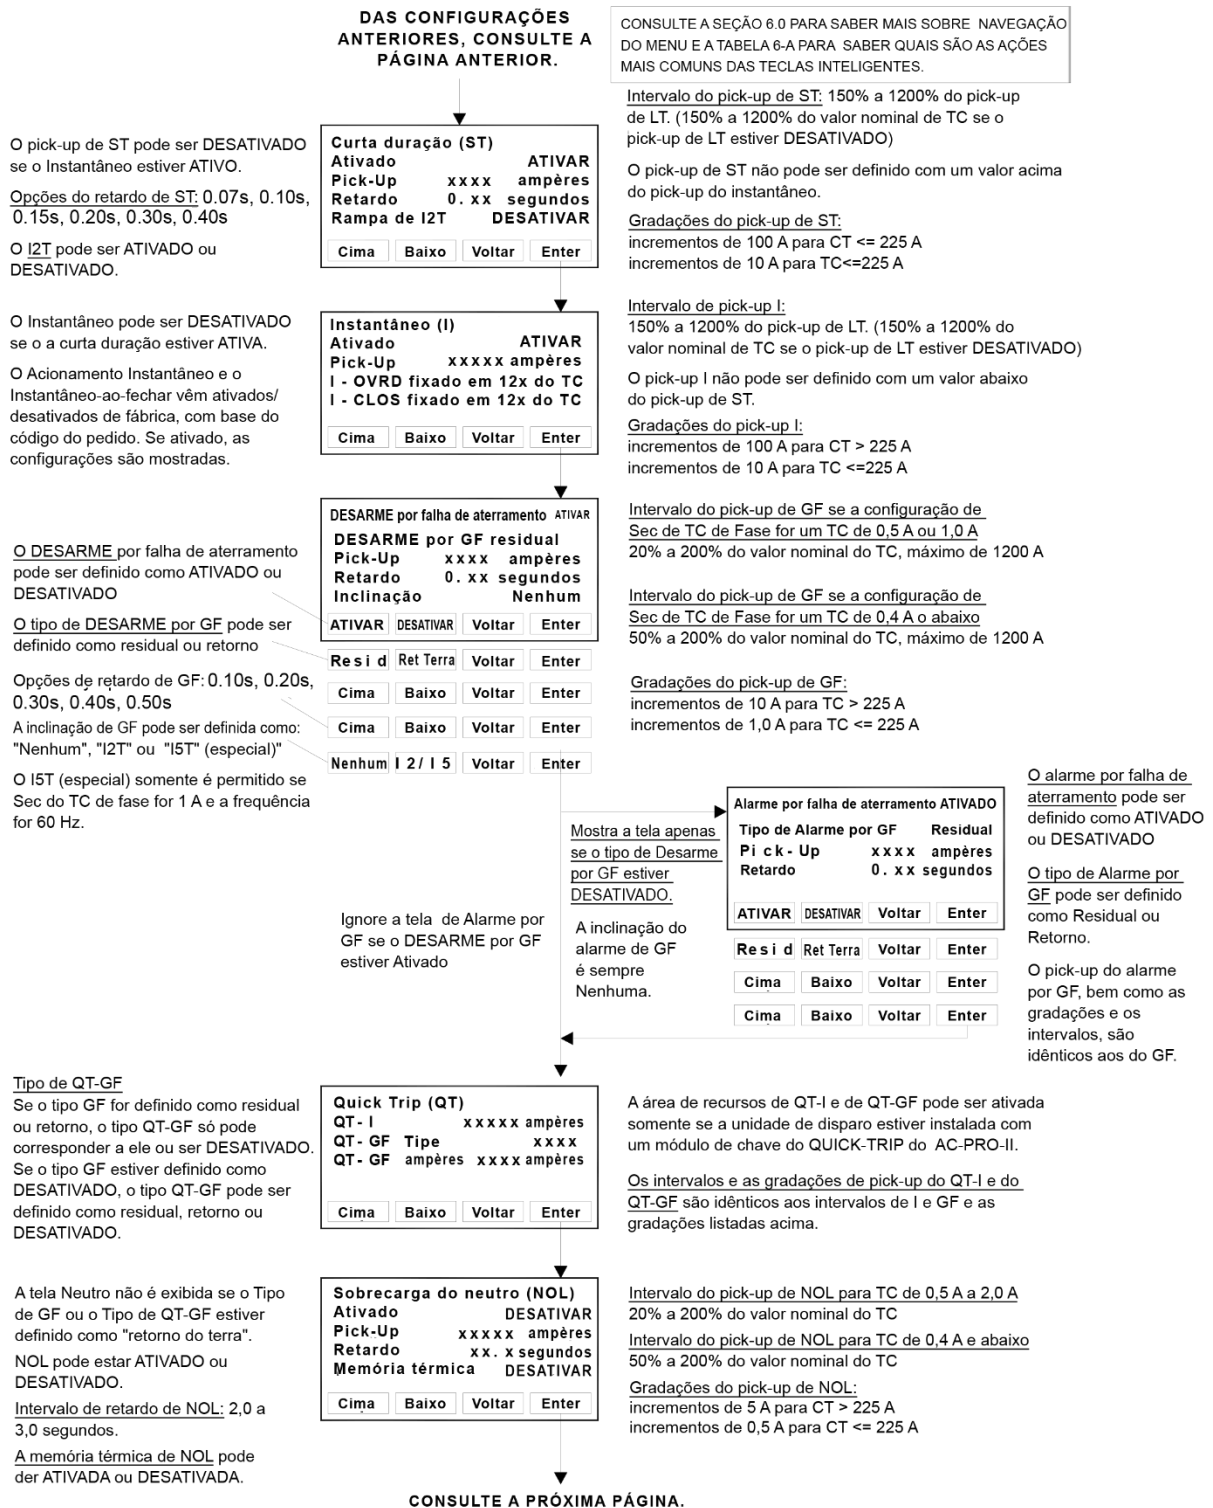 DAS CONFIGURAÇÕES
ANTERIORES, CONSULTE A
PÁGINA ANTERIOR.
CONSULTE A SEÇÃO 6.0 PARA SABER MAIS SOBRE NAVEGAÇÃO
DO MENU E A TABELA 6-A PARA SABER QUAIS SÃO AS AÇÕES
MAIS COMUNS DAS TECLAS INTELIGENTES.
O pick-up de ST pode ser DESATIVADO
se o Instantâneo estiver ATIVO.
Opções do retardo de ST: 0.07s, 0.10s,
0.15s, 0.20s, 0.30s, 0.40s
O I2T pode ser ATIVADO ou
DESATIVADO.
Curta duração (ST)
Ativado ATIVAR
Pick-Up xxxx ampères
Retardo 0. xx segundos
Rampa de I2T DESATIVAR
Cima Baixo Voltar Enter
Intervalo do pick-up de ST: 150% a 1200% do pick-up
de LT. (150% a 1200% do valor nominal de TC se o
pick-up de LT estiver DESATIVADO)
O pick-up de ST não pode ser definido com um valor acima
do pick-up do instantâneo.
Gradações do pick-up de ST:
incrementos de 100 A para CT <= 225 A
incrementos de 10 A para TC<=225 A
O Instantâneo pode ser DESATIVADO
se o a curta duração estiver ATIVA.
O Acionamento Instantâneo e o
Instantâneo-ao-fechar vêm ativados/
desativados de fábrica, com base do
código do pedido. Se ativado, as
configurações são mostradas.
Instantâneo (I)
Ativado ATIVAR
Pick-Up xxxxx ampères
I - OVRD fixado em 12x do TC
I - CLOS fixado em 12x do TC
Cima Baixo Voltar Enter
Intervalo de pick-up I:
150% a 1200% do pick-up de LT. (150% a 1200% do
valor nominal de TC se o pick-up de LT estiver DESATIVADO)
O pick-up I não pode ser definido com um valor abaixo
do pick-up de ST.
Gradações do pick-up I:
incrementos de 100 A para CT > 225 A
incrementos de 10 A para TC <=225 A
O DESARME por falha de aterramento
pode ser definido como ATIVADO ou
DESATIVADO
O tipo de DESARME por GF pode ser
definido como residual ou retorno
Opções de retardo de GF: 0.10s, 0.20s,
0.30s, 0.40s, 0.50s
A inclinação de GF pode ser definida como:
"Nenhum", "I2T" ou "I5T" (especial)"
O I5T (especial) somente é permitido se
Sec do TC de fase for 1 A e a frequência
for 60 Hz.
DESARME por falha de aterramento ATIVAR
DESARME por GF residual
Pick-Up xxxx ampères
Retardo 0. xx segundos
Inclinação Nenhum
ATIVAR DESATIVAR Voltar Enter
Resid Ret Terra Voltar Enter
Cima Baixo Voltar Enter
Cima Baixo Voltar Enter
Nenhum I 2/ I 5 Voltar Enter
Intervalo do pick-up de GF se a configuração de
Sec de TC de Fase for um TC de 0,5 A ou 1,0 A
20% a 200% do valor nominal do TC, máximo de 1200 A
Intervalo do pick-up de GF se a configuração de
Sec de TC de Fase for um TC de 0,4 A o abaixo
50% a 200% do valor nominal do TC, máximo de 1200 A
Gradações do pick-up de GF:
incrementos de 10 A para TC > 225 A
incrementos de 1,0 A para TC <= 225 A
Ignore a tela de Alarme por
GF se o DESARME por GF
estiver Ativado
Mostra a tela apenas
se o tipo de Desarme
por GF estiver
DESATIVADO.
A inclinação do
alarme de GF
é sempre
Nenhuma.
Alarme por falha de aterramento ATIVADO
Tipo de Alarme por GF Residual
Pick-Up xxxx ampères
Retardo 0. xx segundos
ATIVAR DESATIVAR Voltar Enter
Resid Ret Terra Voltar Enter
Cima Baixo Voltar Enter
Cima Baixo Voltar Enter
O alarme por falha de
aterramento pode ser
definido como ATIVADO
ou DESATIVADO
O tipo de Alarme por
GF pode ser definido
como Residual ou
Retorno.
O pick-up do alarme
por GF, bem como as
gradações e os
intervalos, são
idênticos aos do GF.
Tipo de QT-GF
Se o tipo GF for definido como residual
ou retorno, o tipo QT-GF só pode
corresponder a ele ou ser DESATIVADO.
Se o tipo GF estiver definido como
DESATIVADO, o tipo QT-GF pode ser
definido como residual, retorno ou
DESATIVADO.
Quick Trip (QT)
QT- I xxxxx ampères
QT- GF Tipe xxxx
QT- GF ampères xxxx ampères
Cima Baixo Voltar Enter
A área de recursos de QT-I e de QT-GF pode ser ativada
somente se a unidade de disparo estiver instalada com
um módulo de chave do QUICK-TRIP do AC-PRO-II.
Os intervalos e as gradações de pick-up do QT-I e do
QT-GF são idênticos aos intervalos de I e GF e as
gradações listadas acima.
A tela Neutro não é exibida se o Tipo
de GF ou o Tipo de QT-GF estiver
definido como "retorno do terra".
NOL pode estar ATIVADO ou
DESATIVADO.
Intervalo de retardo de NOL: 2,0 a
3,0 segundos.
A memória térmica de NOL pode
der ATIVADA ou DESATIVADA.
Sobrecarga do neutro (NOL)
Ativado DESATIVAR
Pick-Up xxxxx ampères
Retardo xx. x segundos
Memória térmica DESATIVAR
Cima Baixo Voltar Enter
Intervalo do pick-up de NOL para TC de 0,5 A a 2,0 A
20% a 200% do valor nominal do TC
Intervalo do pick-up de NOL para TC de 0,4 A e abaixo
50% a 200% do valor nominal do TC
Gradações do pick-up de NOL:
incrementos de 5 A para CT > 225 A
incrementos de 0,5 A para CT <= 225 A
CONSULTE A PRÓXIMA PÁGINA.